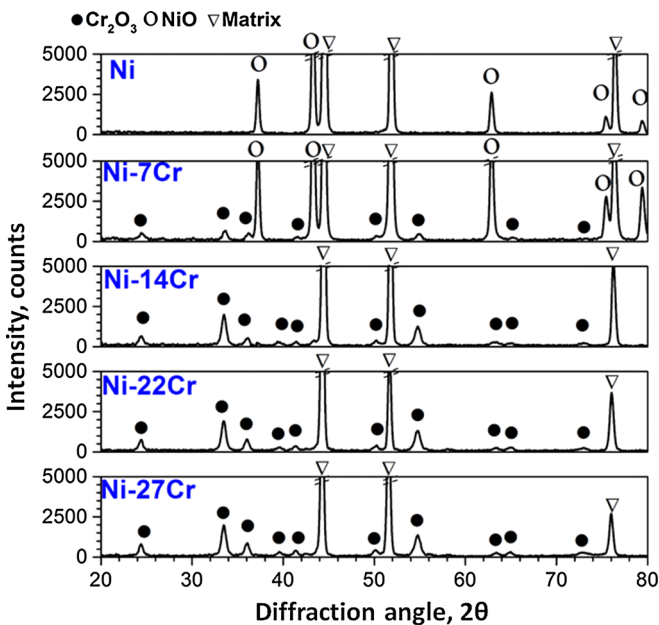 ● Cr₂O₃ O NiO ▽ Matrix
Intensity, counts
5000
2500
0
Ni
5000
2500
0
Ni-7Cr
5000
2500
0
Ni-14Cr
5000
2500
0
Ni-22Cr
5000
2500
0
Ni-27Cr
20 30 40 50 60 70 80
Diffraction angle, 2θ